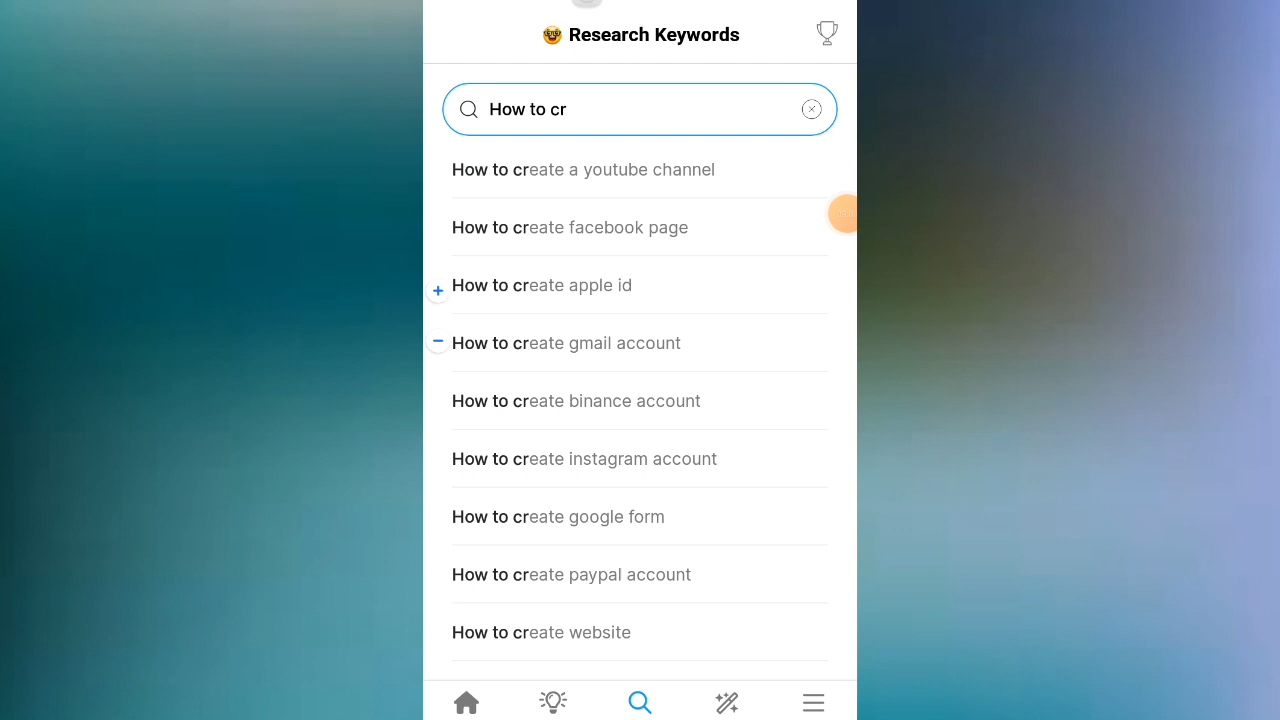 🤓 Research Keywords
How to cr
How to create a youtube channel
How to create facebook page
How to create apple id
How to create gmail account
How to create binance account
How to create instagram account
How to create google form
How to create paypal account
How to create website